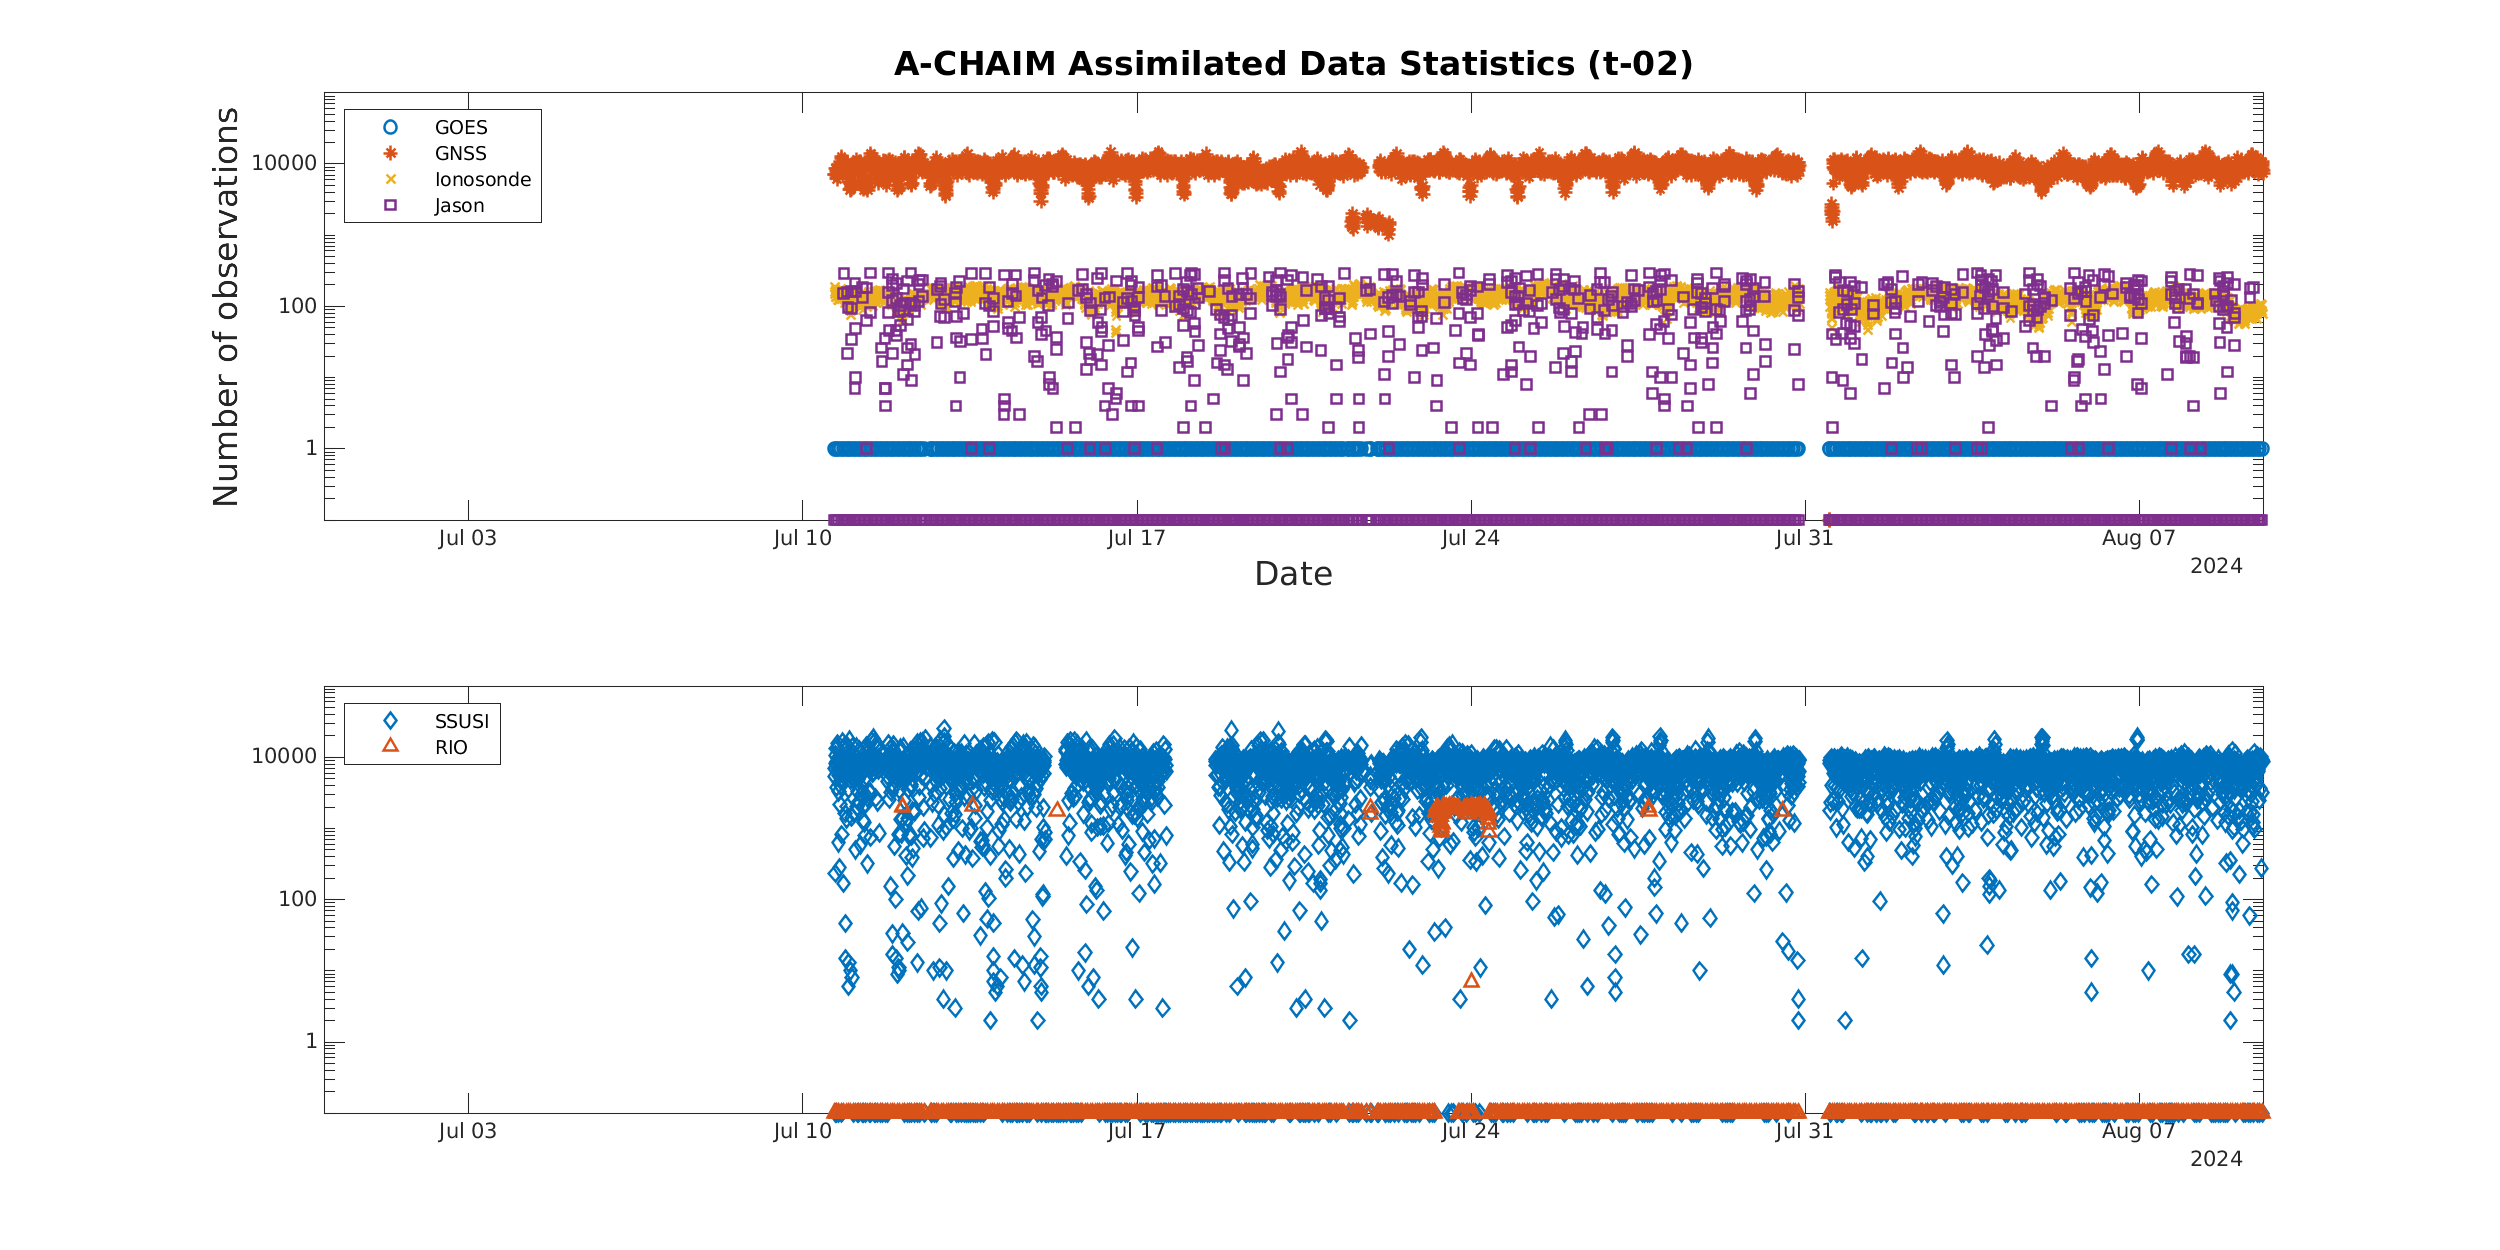 A-CHAIM Assimilated Data Statistics (t-02)
Number of observations
10000
100
1
GOES
GNSS
Ionosonde
Jason
Jul 03
Jul 10
Jul 17
Jul 24
Jul 31
Aug 07
2024
Date
10000
100
1
SSUSI
RIO
Jul 03
Jul 10
Jul 17
Jul 24
Jul 31
Aug 07
2024